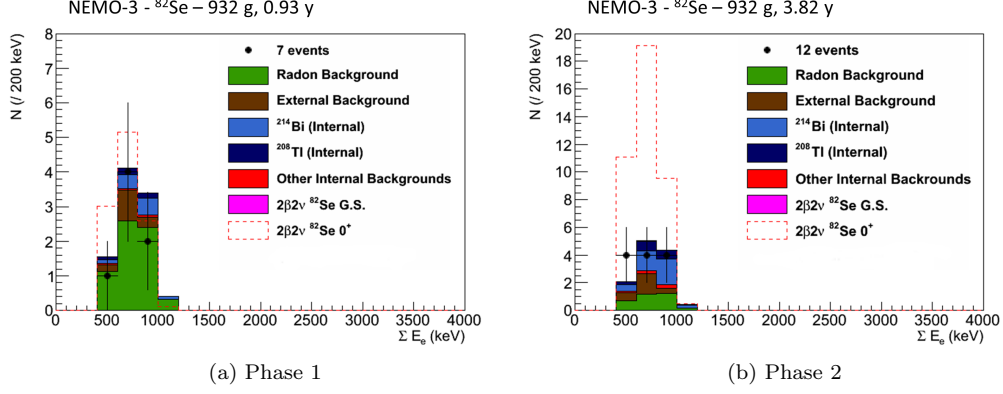 NEMO-3 - ⁸²Se – 932 g, 0.93 y
N (/ 200 keV)
8
7
6
5
4
3
2
1
0
7 events
Radon Background
External Background
²¹⁴Bi (Internal)
²⁰⁸Tl (Internal)
Other Internal Backgrounds
2β2ν ⁸²Se G.S.
2β2ν ⁸²Se 0⁺
0 500 1000 1500 2000 2500 3000 3500 4000
Σ Eₑ (keV)
(a) Phase 1
NEMO-3 - ⁸²Se – 932 g, 3.82 y
N (/ 200 keV)
20
18
16
14
12
10
8
6
4
2
0
12 events
Radon Background
External Background
²¹⁴Bi (Internal)
²⁰⁸Tl (Internal)
Other Internal Backrounds
2β2ν ⁸²Se G.S.
2β2ν ⁸²Se 0⁺
0 500 1000 1500 2000 2500 3000 3500 4000
Σ Eₑ (keV)
(b) Phase 2